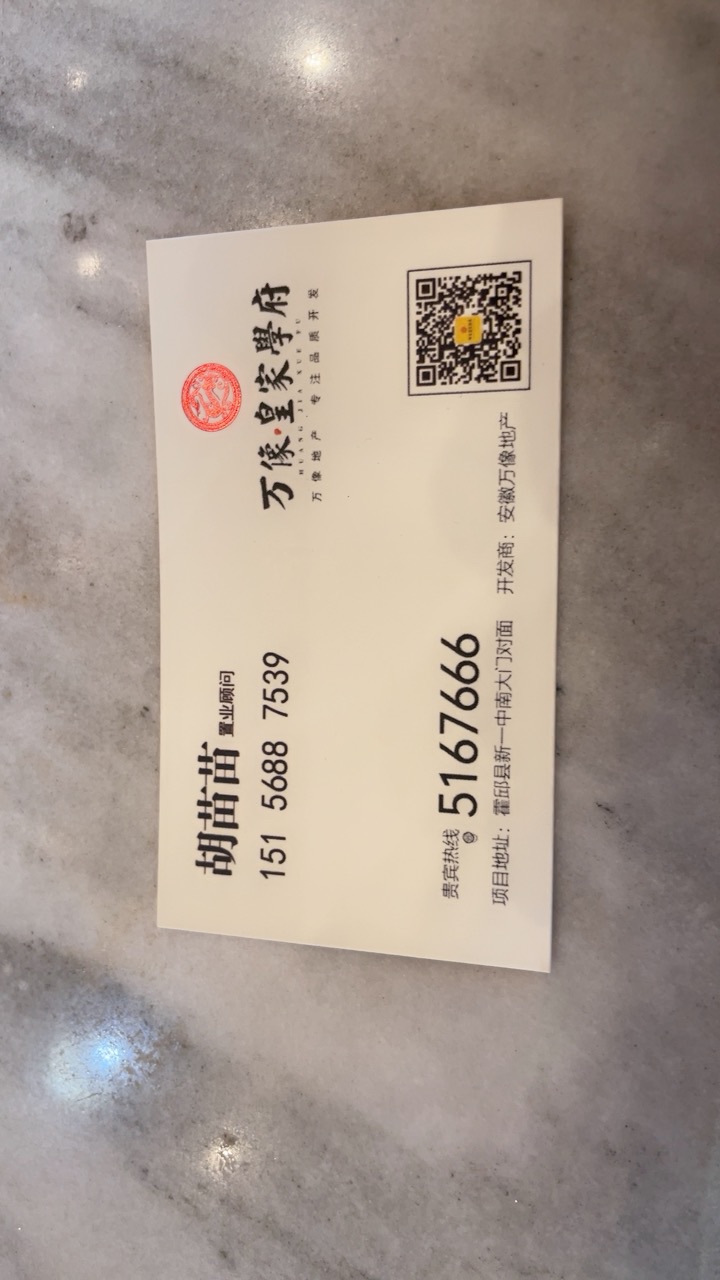 胡苗苗 置业顾问
151 5688 7539
万像·皇家學府
HUANG JIA XUE FU
万像地产 专注品质开发
贵宾热线
5167666
项目地址：霍邱县新一中南大门对面 开发商：安徽万像地产